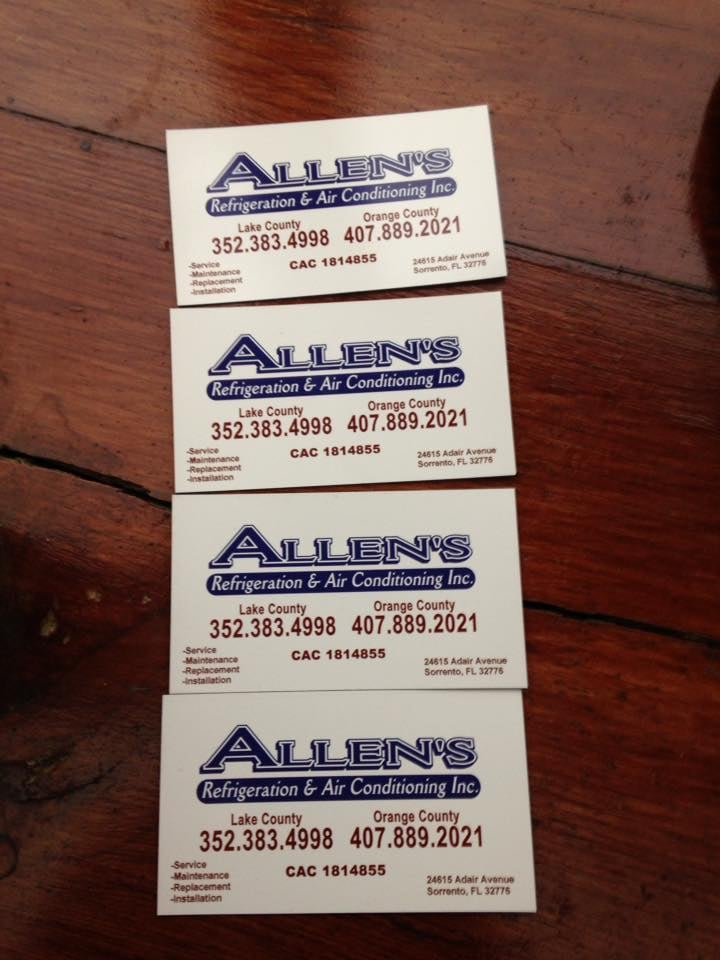 ALLEN'S
Refrigeration & Air Conditioning Inc.
Lake County Orange County
352.383.4998 407.889.2021
CAC 1814855
-Service
-Maintenance
-Replacement
-Installation
24615 Adair Avenue
Sorrento, FL 32776
ALLEN'S
Refrigeration & Air Conditioning Inc.
Lake County Orange County
352.383.4998 407.889.2021
CAC 1814855
-Service
-Maintenance
-Replacement
-Installation
24615 Adair Avenue
Sorrento, FL 32776
ALLEN'S
Refrigeration & Air Conditioning Inc.
Lake County Orange County
352.383.4998 407.889.2021
CAC 1814855
-Service
-Maintenance
-Replacement
-Installation
24615 Adair Avenue
Sorrento, FL 32776
ALLEN'S
Refrigeration & Air Conditioning Inc.
Lake County Orange County
352.383.4998 407.889.2021
CAC 1814855
-Service
-Maintenance
-Replacement
-Installation
24615 Adair Avenue
Sorrento, FL 32776